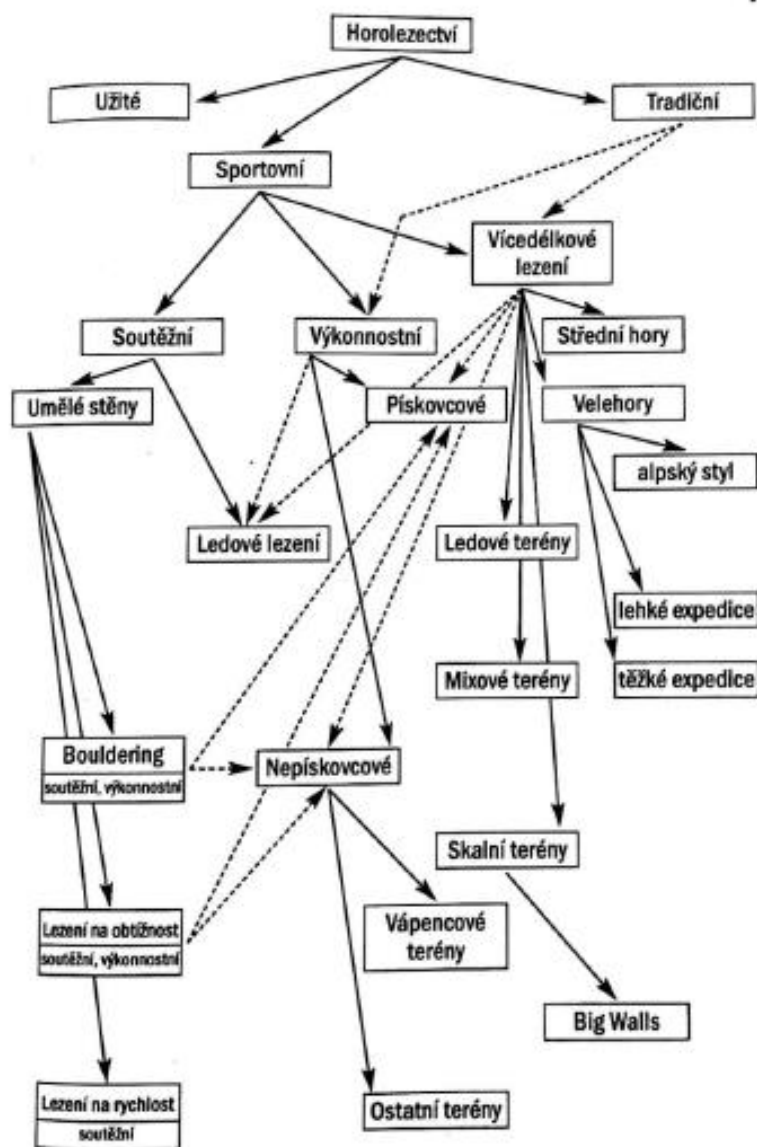 Horolezectví
Užité
Tradiční
Sportovní
Vícedélkové
lezení
Soutěžní
Výkonnostní
Střední hory
Umělé stěny
Pískovcové
Velehory
alpský styl
Ledové lezení
Ledové terény
lehké expedice
Mixové terény
těžké expedice
Bouldering
soutěžní, výkonnostní
Nepískovcové
Skalní terény
Lezení na obtížnost
soutěžní, výkonnostní
Vápencové
terény
Big Walls
Lezení na rychlost
soutěžní
Ostatní terény